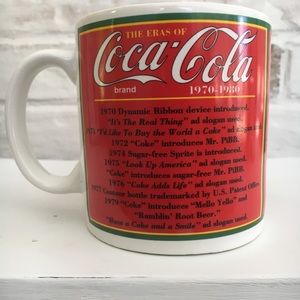 THE ERAS OF
Coca-Cola
brand
1970-1980
1970 Dynamic Ribbon device introduced.
"It's The Real Thing" ad slogan used.
1971 "I'd Like To Buy the World a Coke" ad slogan used.
1972 "Coke" introduces Mr. PiBB.
1974 Sugar-free Sprite is introduced.
1975 "Look Up America" ad slogan used.
"Coke" introduces sugar-free Mr. PiBB.
1976 "Coke Adds Life" ad slogan used.
1977 Contour bottle trademarked by U.S. Patent Office.
1979 "Coke" introduces "Mello Yello" and
"Ramblin' Root Beer."
"Have a Coke and a Smile" ad slogan used.